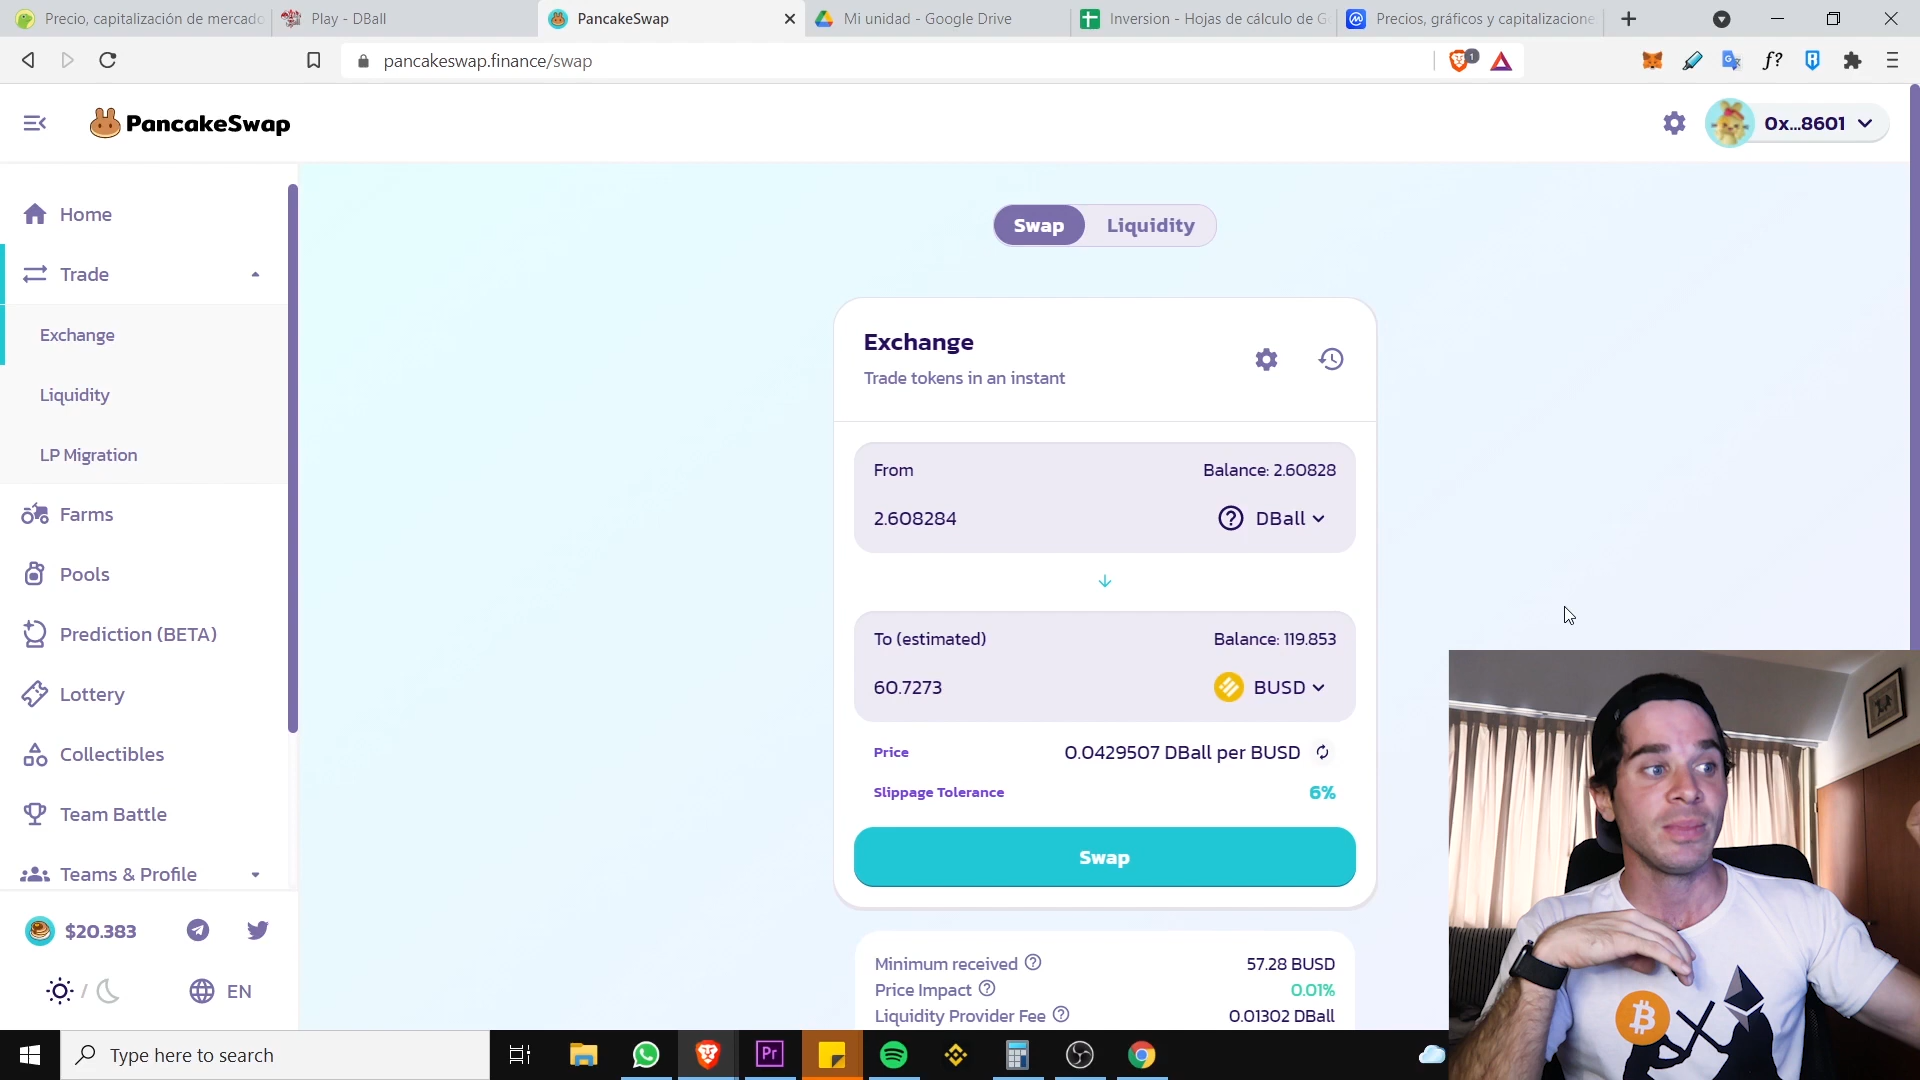 Precio, capitalización de mercado
Play - DBall
PancakeSwap
Mi unidad - Google Drive
Inversion - Hojas de cálculo de G
Precios, gráficos y capitalizacione
pancakeswap.finance/swap
1
f?
PancakeSwap
0x...8601
Home
Trade
Exchange
Liquidity
LP Migration
Farms
Pools
Prediction (BETA)
Lottery
Collectibles
Team Battle
Teams & Profile
$20.383
/
EN
Swap
Liquidity
Exchange
Trade tokens in an instant
From
Balance: 2.60828
2.608284
DBall
To (estimated)
Balance: 119.853
60.7273
BUSD
Price
0.0429507 DBall per BUSD
Slippage Tolerance
6%
Swap
Minimum received
57.28 BUSD
Price Impact
0.01%
Liquidity Provider Fee
0.01302 DBall
Type here to search
Pr